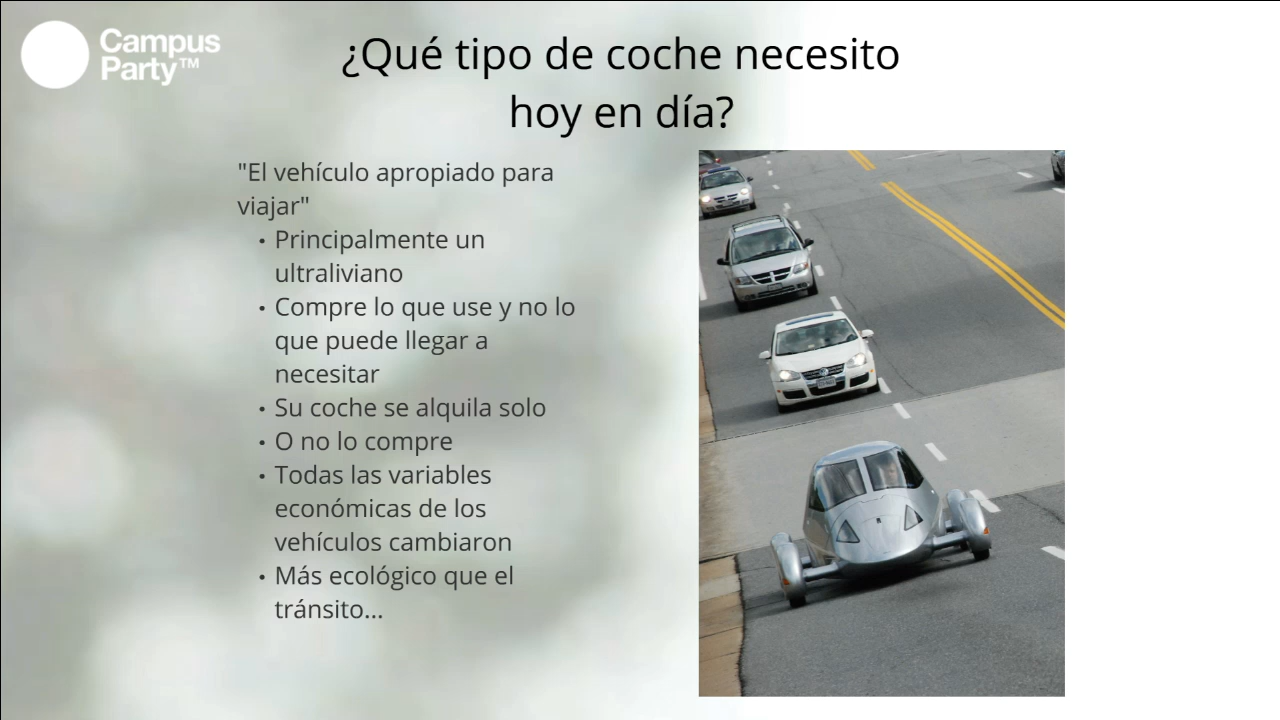 Campus
Party™
¿Qué tipo de coche necesito
hoy en día?
"El vehículo apropiado para
viajar"
• Principalmente un
ultraliviano
• Compre lo que use y no lo
que puede llegar a
necesitar
• Su coche se alquila solo
• O no lo compre
• Todas las variables
económicas de los
vehículos cambiaron
• Más ecológico que el
tránsito...